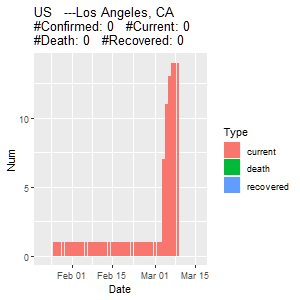 US   ---Los Angeles, CA
#Confirmed: 0   #Current: 0
#Death: 0   #Recovered: 0
Num
10
5
0
Feb 01 Feb 15 Mar 01 Mar 15
Date
Type
current
death
recovered